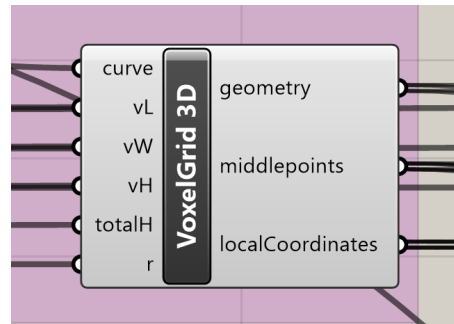 curve
vL
vW
vH
totalH
r
VoxelGrid 3D
geometry
middlepoints
localCoordinates